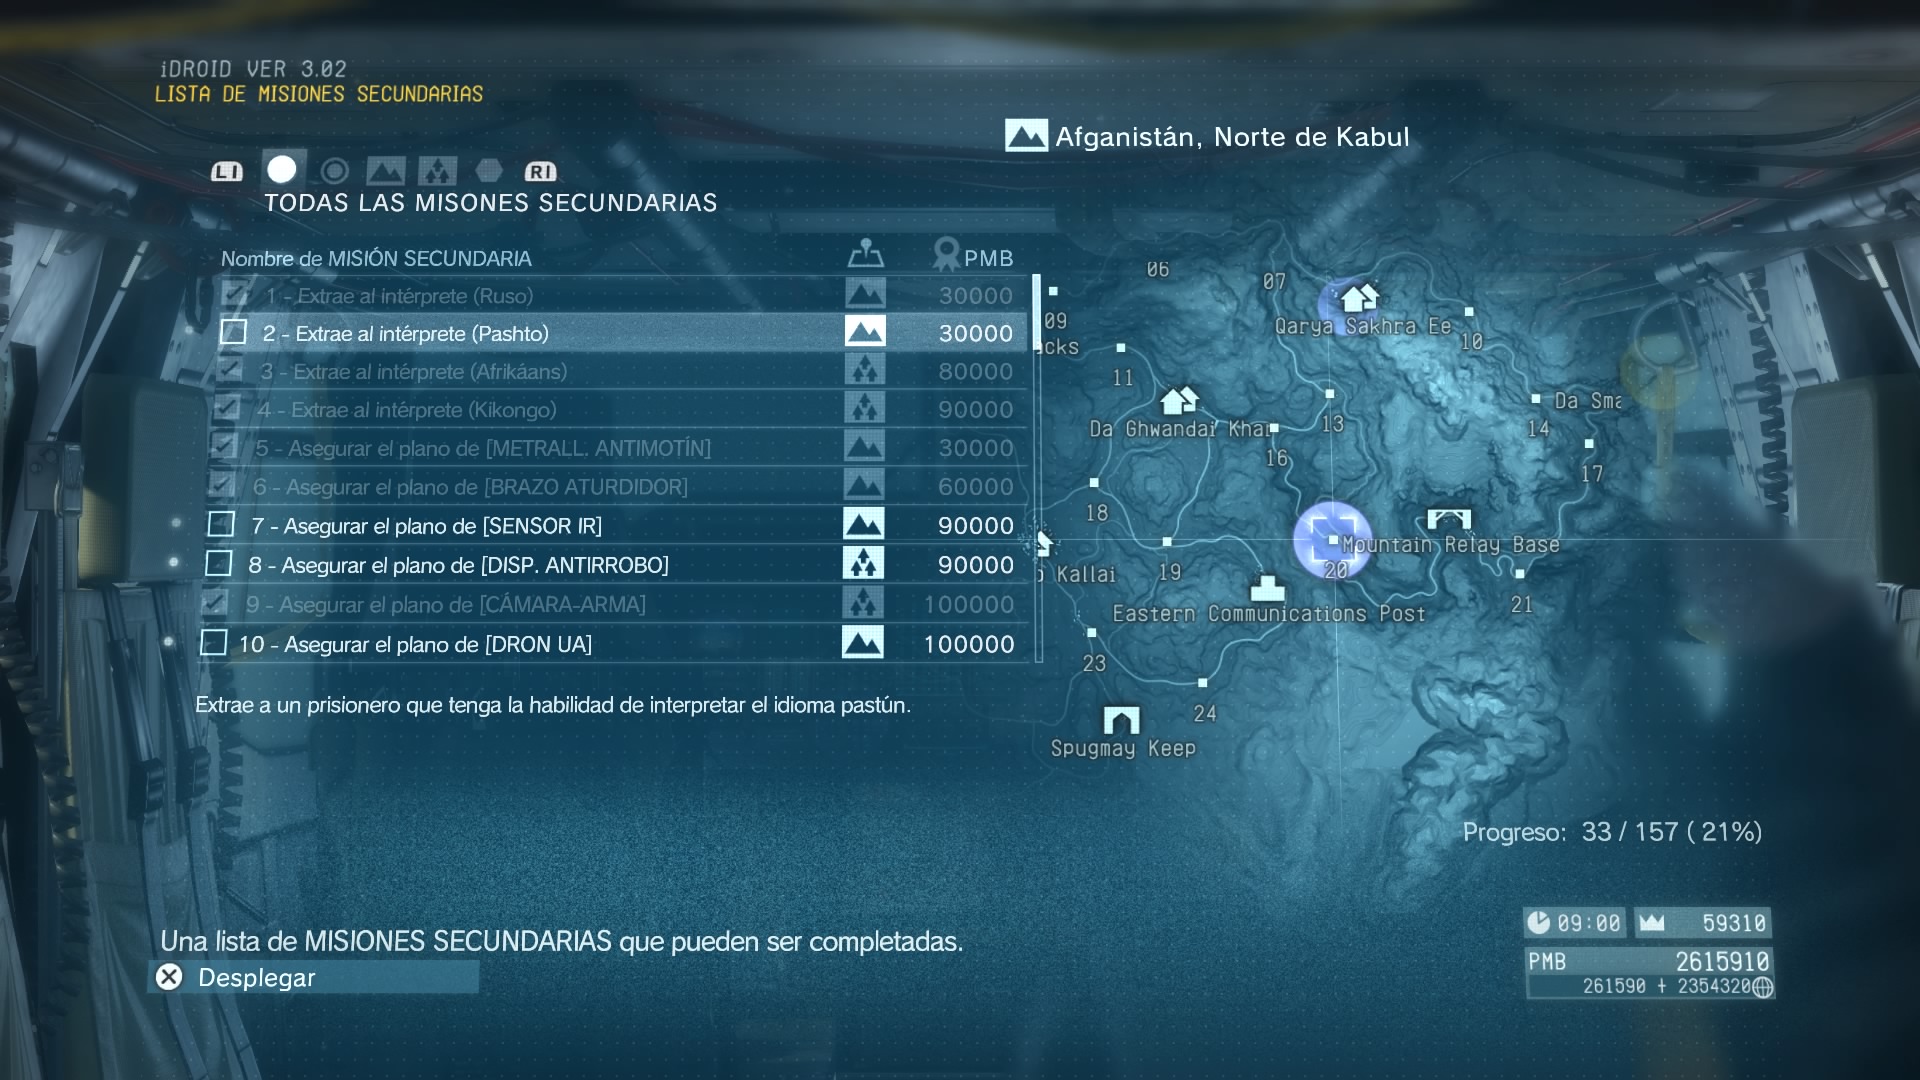 iDROID VER 3.02
LISTA DE MISIONES SECUNDARIAS
Afganistán, Norte de Kabul
L1
R1
TODAS LAS MISONES SECUNDARIAS
Nombre de MISIÓN SECUNDARIA
PMB
1 - Extrae al intérprete (Ruso)
30000
2 - Extrae al intérprete (Pashto)
30000
3 - Extrae al intérprete (Afrikáans)
80000
4 - Extrae al intérprete (Kikongo)
90000
5 - Asegurar el plano de [METRALL. ANTIMOTÍN]
30000
6 - Asegurar el plano de [BRAZO ATURDIDOR]
60000
7 - Asegurar el plano de [SENSOR IR]
90000
8 - Asegurar el plano de [DISP. ANTIRROBO]
90000
9 - Asegurar el plano de [CÁMARA-ARMA]
100000
10 - Asegurar el plano de [DRON UA]
100000
Extrae a un prisionero que tenga la habilidad de interpretar el idioma pastún.
06
07
09
acks
Qarya Sakhra Ee
10
11
Da Ghwandai Khar
13
Da Sma
14
16
17
18
Mountain Relay Base
o Kallai
19
20
21
Eastern Communications Post
23
24
Spugmay Keep
Progreso: 33 / 157 ( 21%)
Una lista de MISIONES SECUNDARIAS que pueden ser completadas.
Desplegar
09:00
59310
PMB
2615910
261590 + 2354320